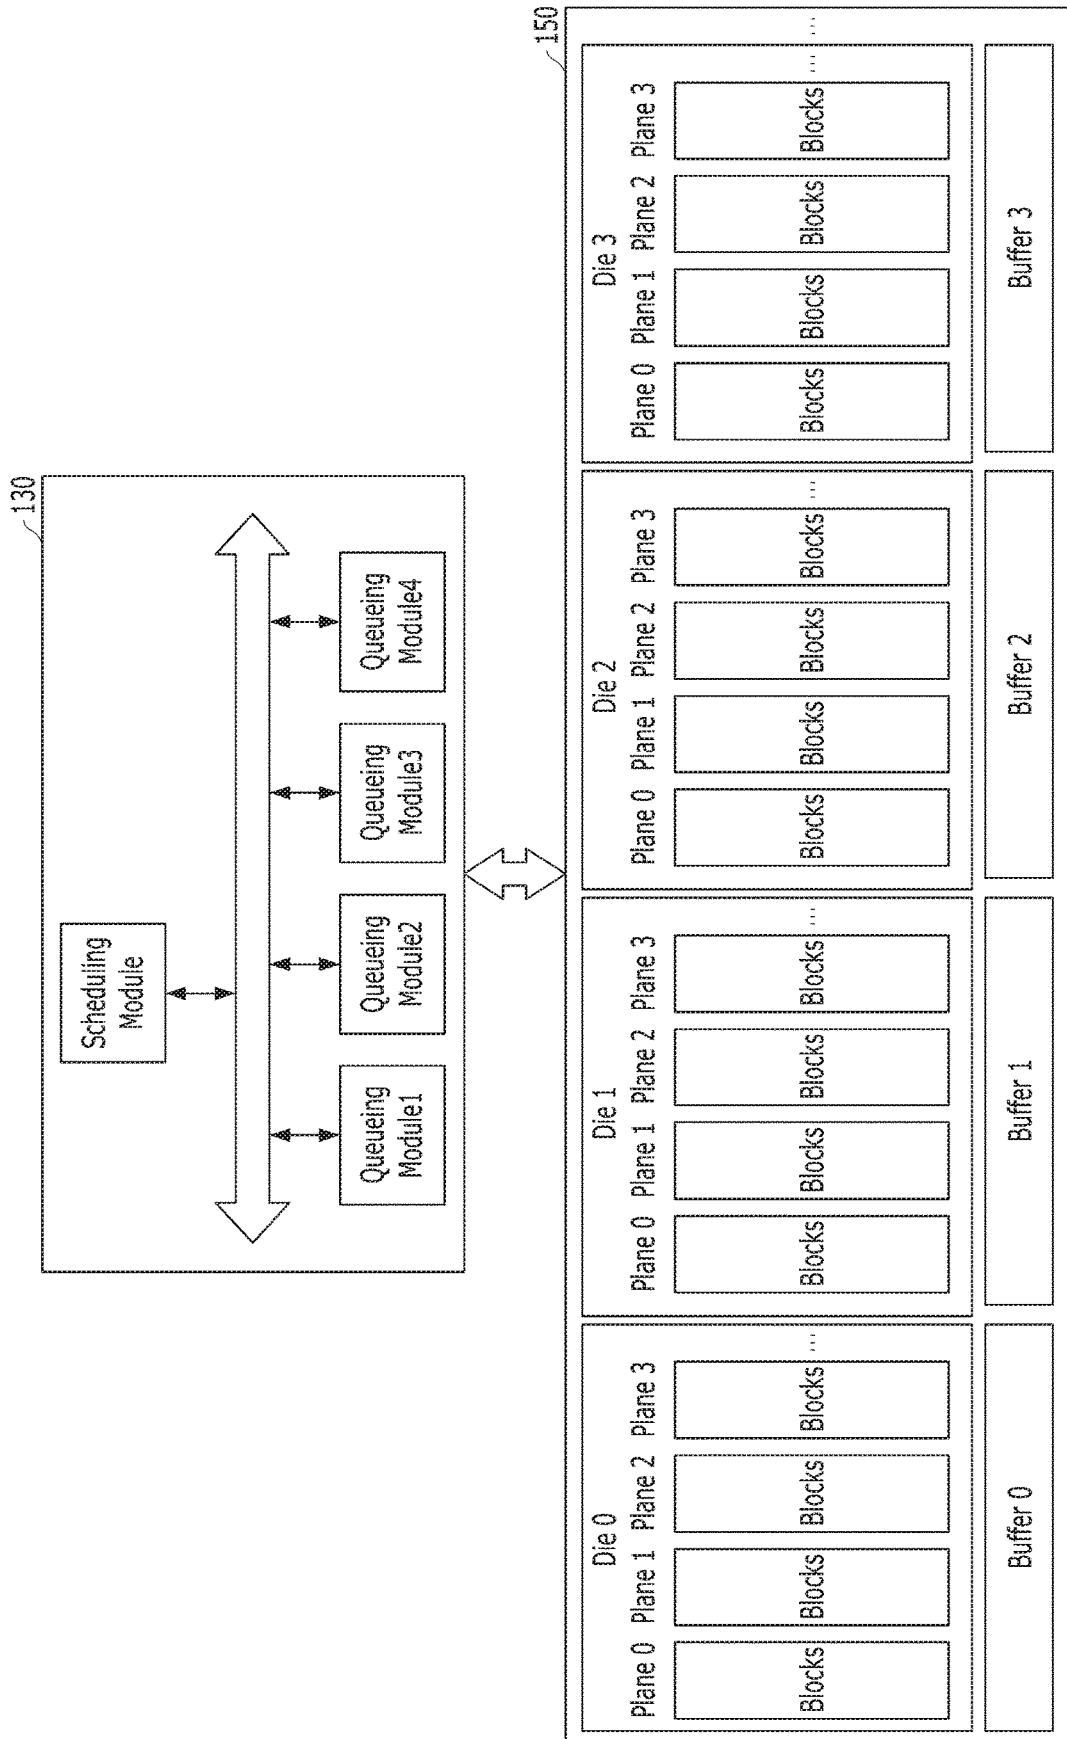 130
Scheduling
Module
Queueing
Module1
Queueing
Module2
Queueing
Module3
Queueing
Module4
150
Die 0
Plane 0 Plane 1 Plane 2 Plane 3
Blocks Blocks Blocks Blocks ...
Die 1
Plane 0 Plane 1 Plane 2 Plane 3
Blocks Blocks Blocks Blocks ...
Die 2
Plane 0 Plane 1 Plane 2 Plane 3
Blocks Blocks Blocks Blocks ...
Die 3
Plane 0 Plane 1 Plane 2 Plane 3
Blocks Blocks Blocks Blocks ... ...
Buffer 0
Buffer 1
Buffer 2
Buffer 3